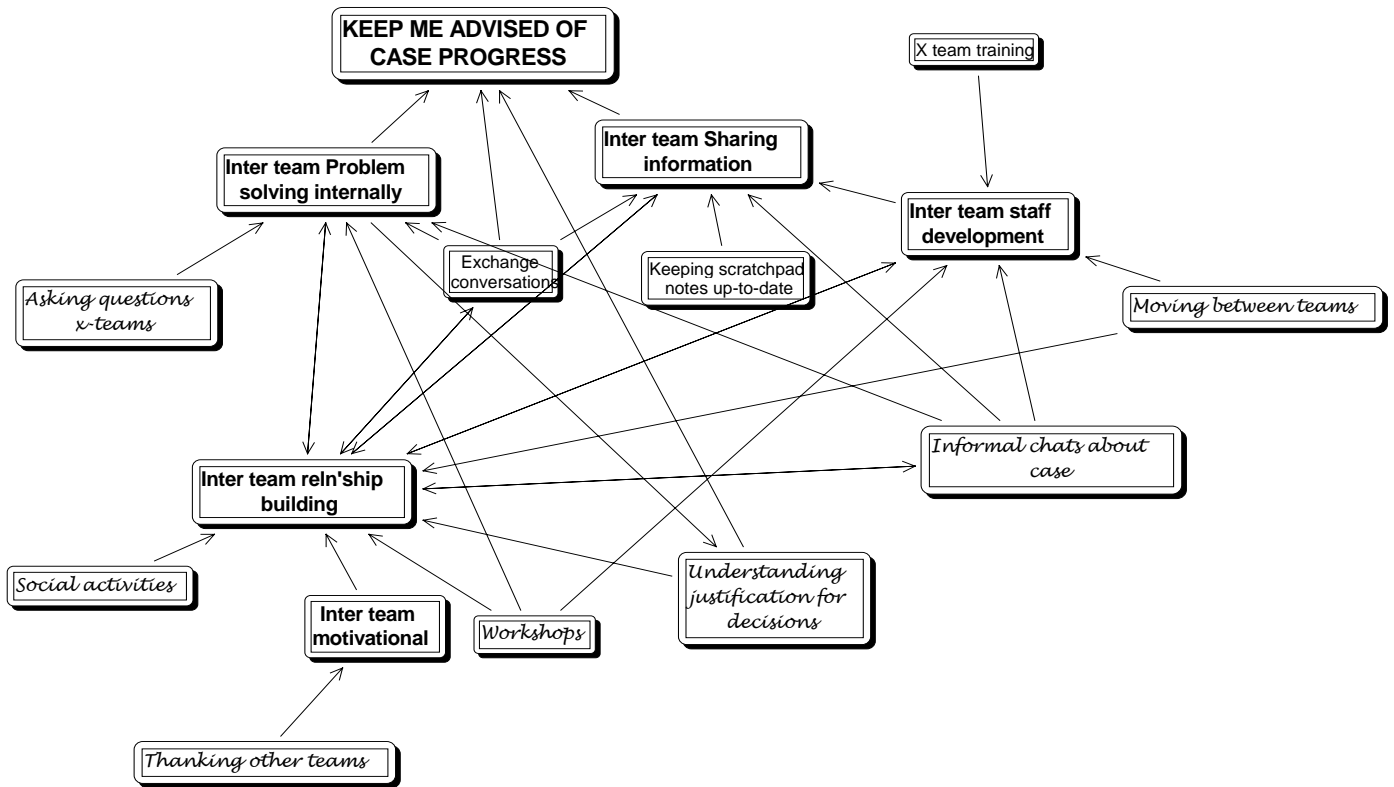 KEEP ME ADVISED OF
CASE PROGRESS
X team training
Inter team Sharing
information
Inter team Problem
solving internally
Inter team staff
development
Exchange
conversations
Keeping scratchpad
notes up-to-date
Asking questions
x-teams
Moving between teams
Informal chats about
case
Inter team reln'ship
building
Social activities
Inter team
motivational
Workshops
Understanding
justification for
decisions
Thanking other teams